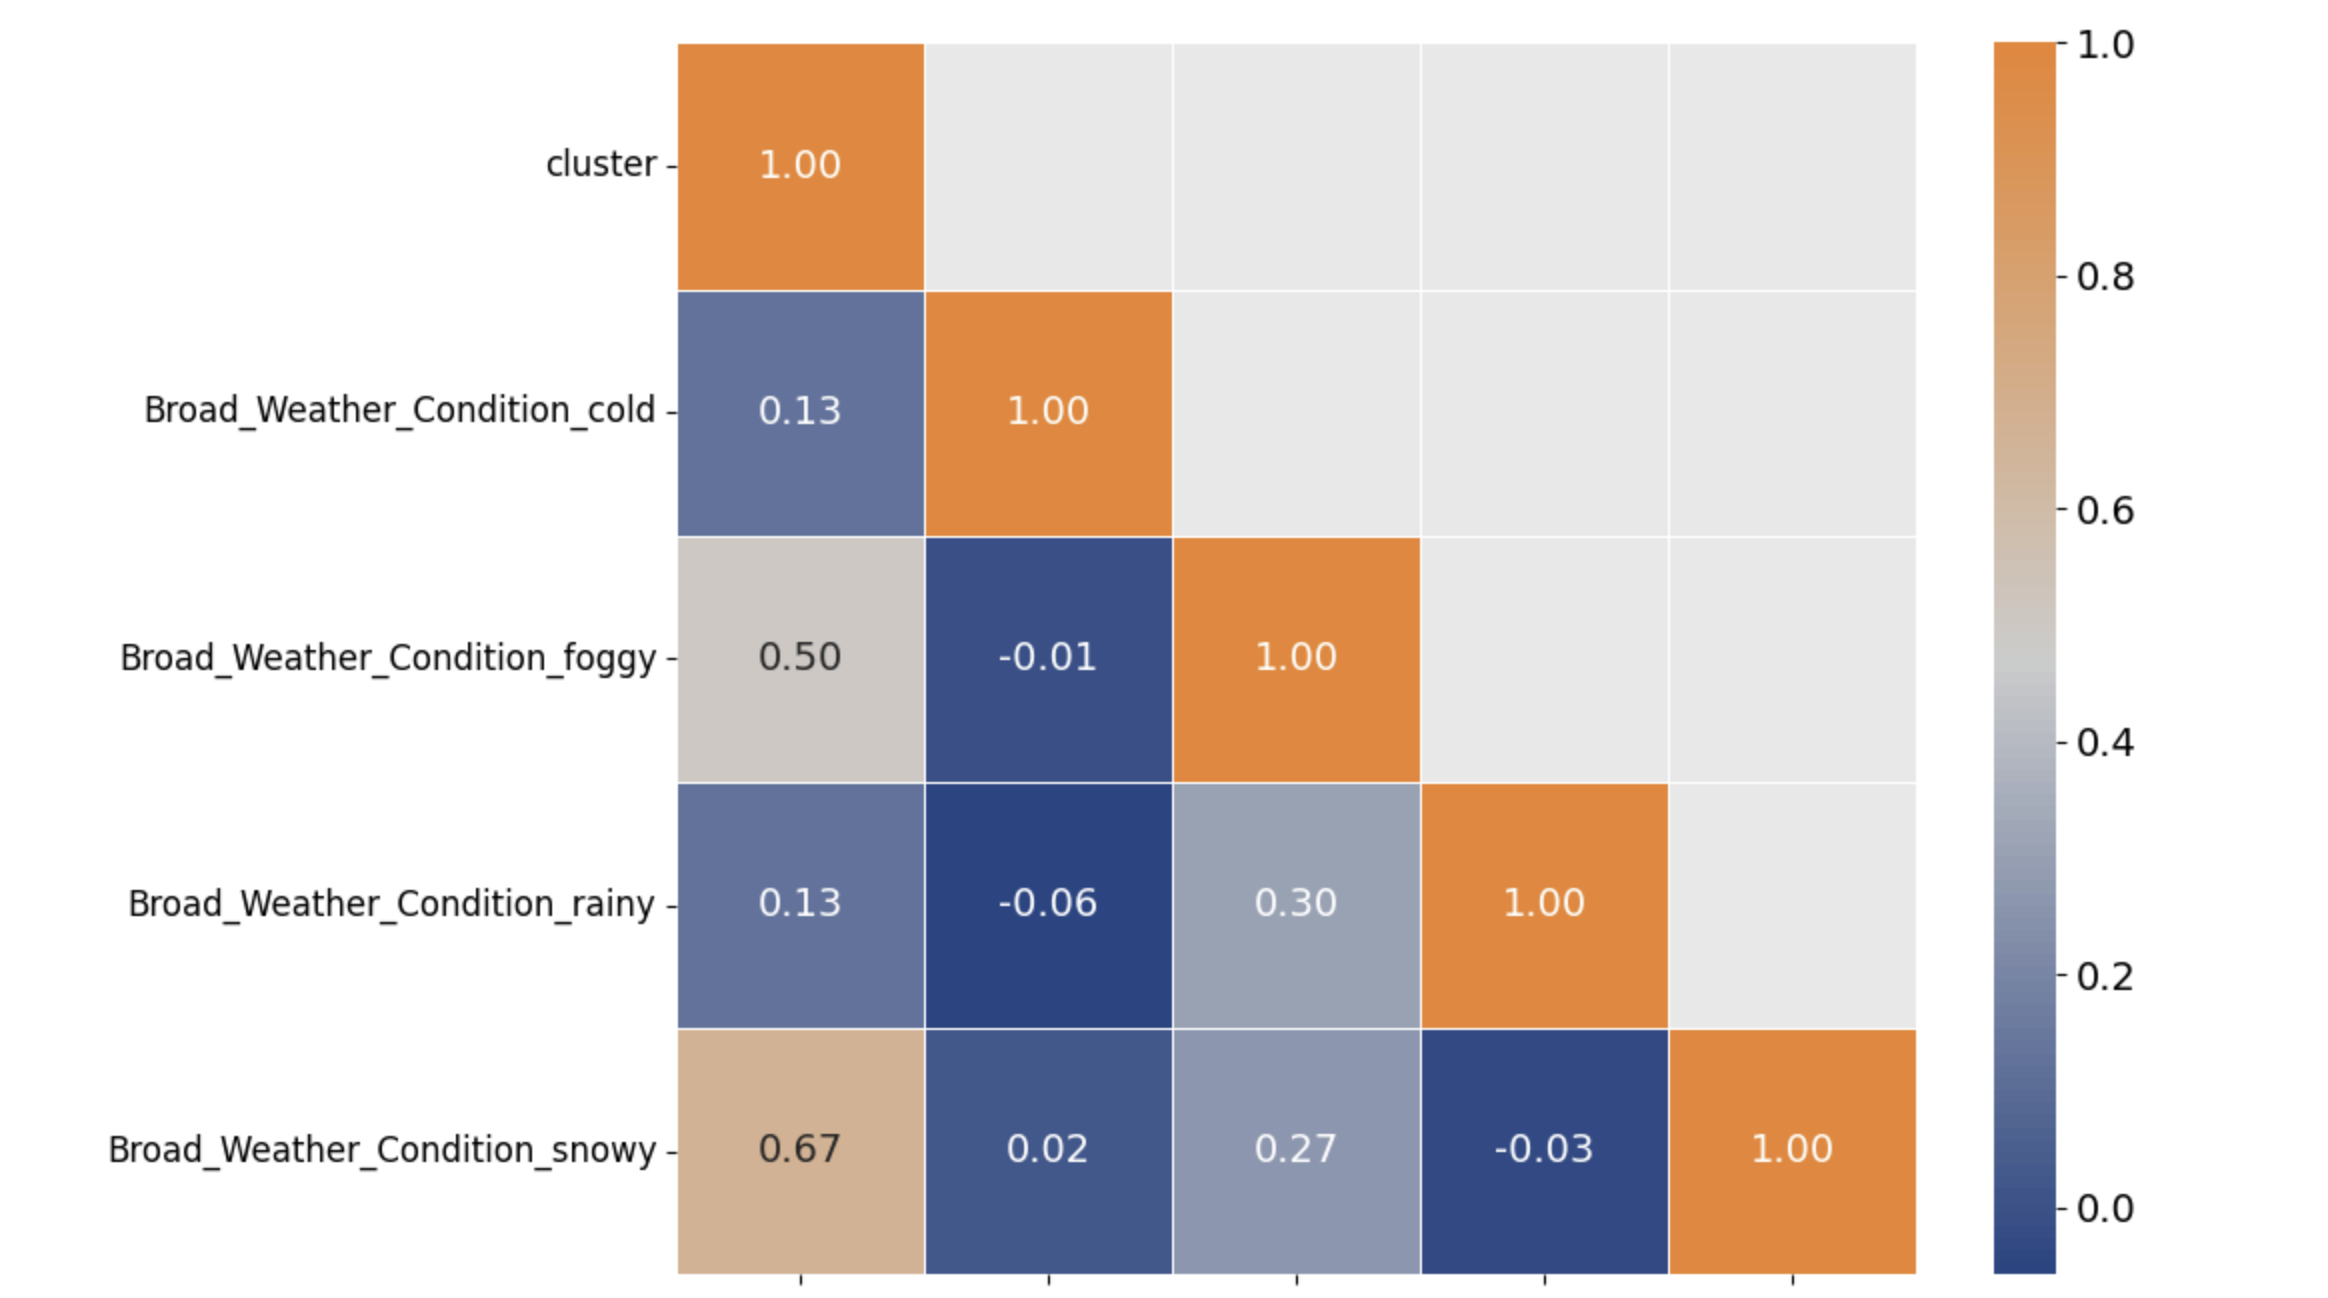 1.0
cluster 1.00
0.8
Broad_Weather_Condition_cold 0.13 1.00
0.6
Broad_Weather_Condition_foggy 0.50 -0.01 1.00
0.4
Broad_Weather_Condition_rainy 0.13 -0.06 0.30 1.00
0.2
Broad_Weather_Condition_snowy 0.67 0.02 0.27 -0.03 1.00
0.0